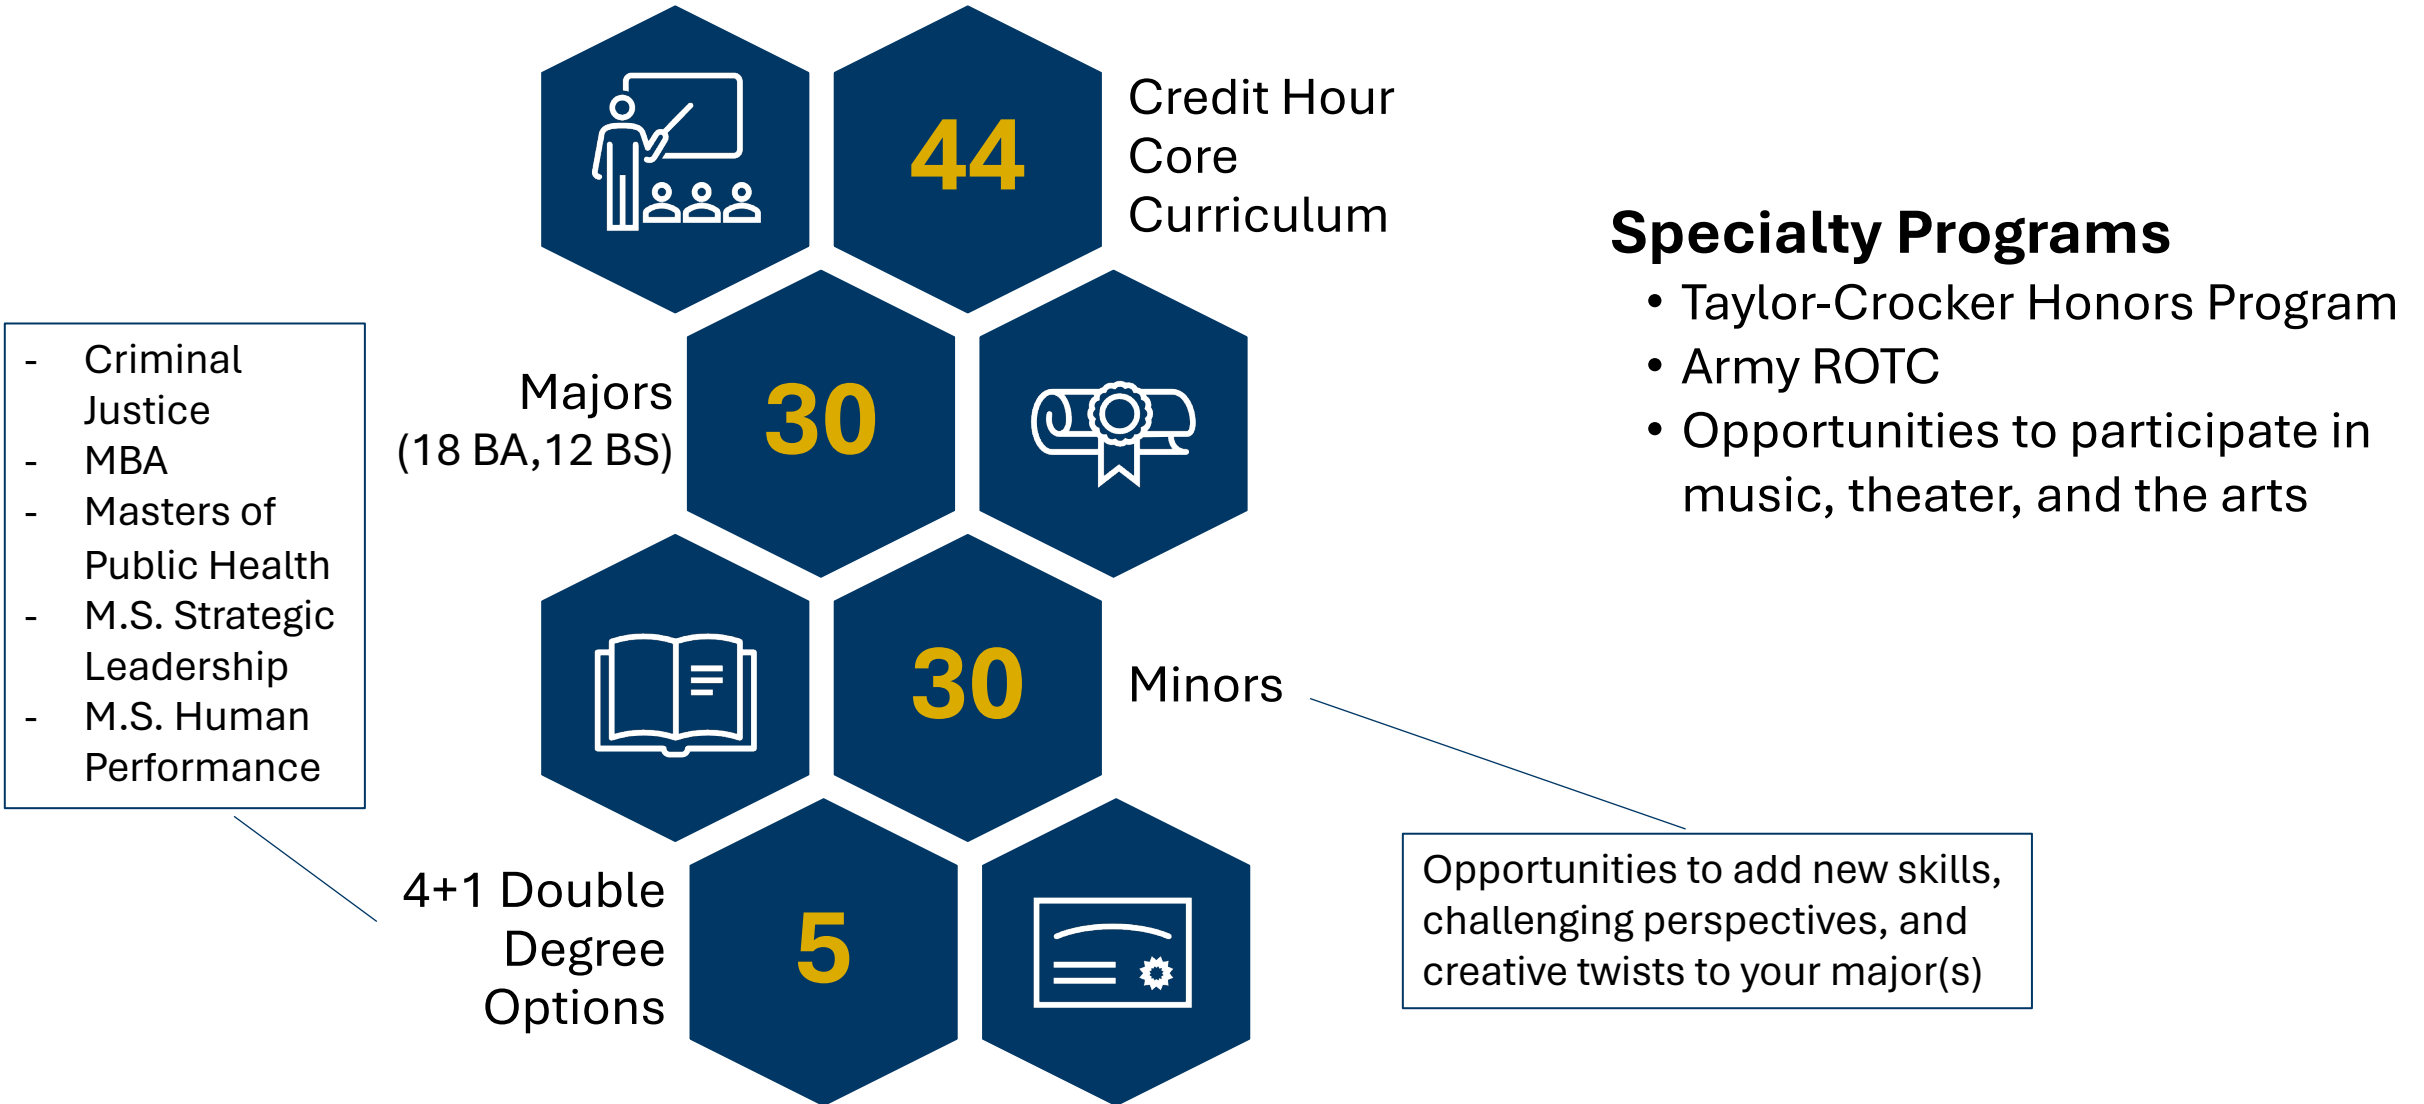 44
Credit Hour
Core
Curriculum
Specialty Programs
• Taylor-Crocker Honors Program
• Army ROTC
• Opportunities to participate in
music, theater, and the arts
- Criminal
Justice
- MBA
- Masters of
Public Health
- M.S. Strategic
Leadership
- M.S. Human
Performance
Majors
(18 BA,12 BS)
30
30
Minors
4+1 Double
Degree
Options
5
Opportunities to add new skills,
challenging perspectives, and
creative twists to your major(s)